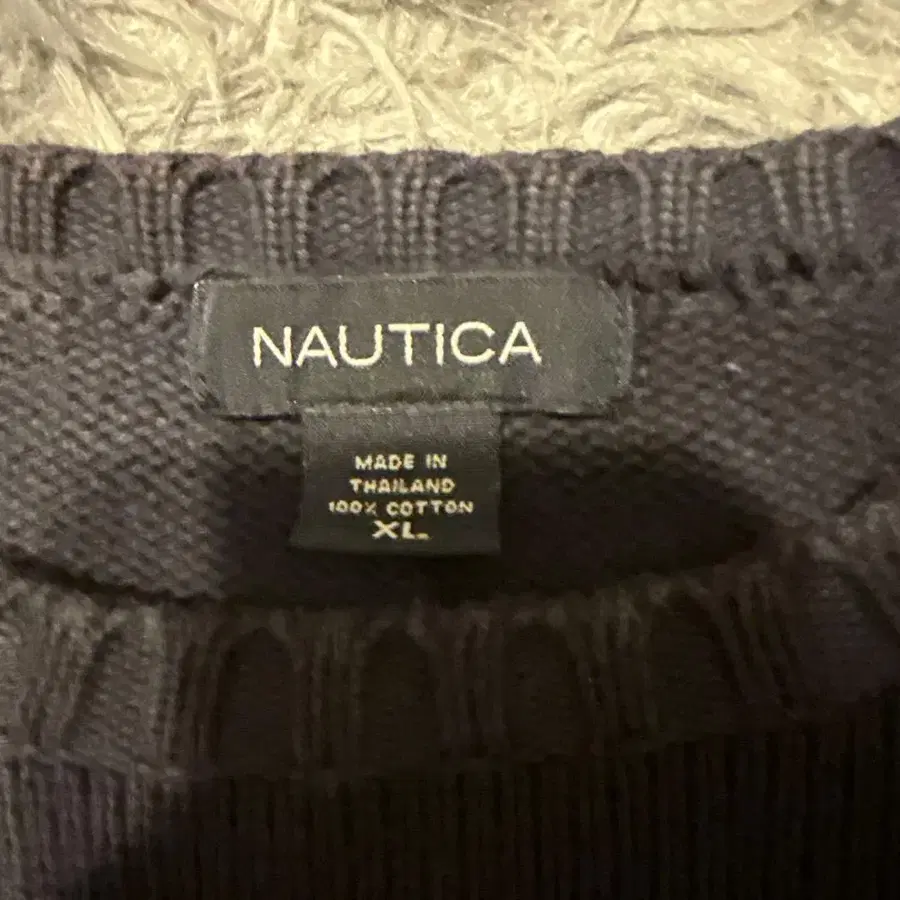 NAUTICA
MADE IN
THAILAND
100% COTTON
XL